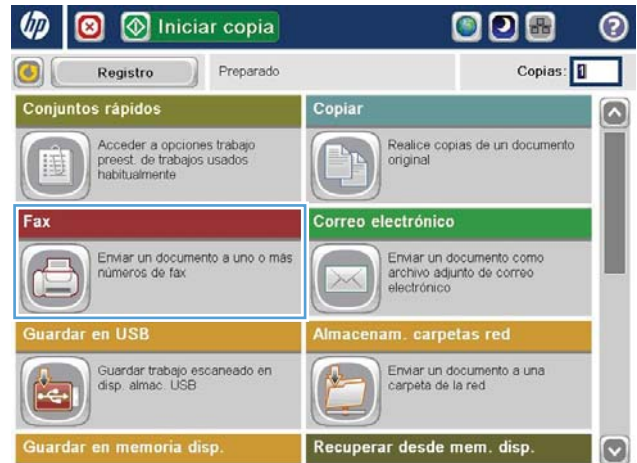 hp
Iniciar copia
?
Registro
Preparado
Copias: 1
Conjuntos rápidos
Acceder a opciones trabajo
preest. de trabajos usados
habitualmente
Copiar
Realice copias de un documento
original
Fax
Enviar un documento a uno o más
números de fax
Correo electrónico
Enviar un documento como
archivo adjunto de correo
electrónico
Guardar en USB
Guardar trabajo escaneado en
disp. almac. USB
Almacenam. carpetas red
Enviar un documento a una
carpeta de la red
Guardar en memoria disp.
Recuperar desde mem. disp.